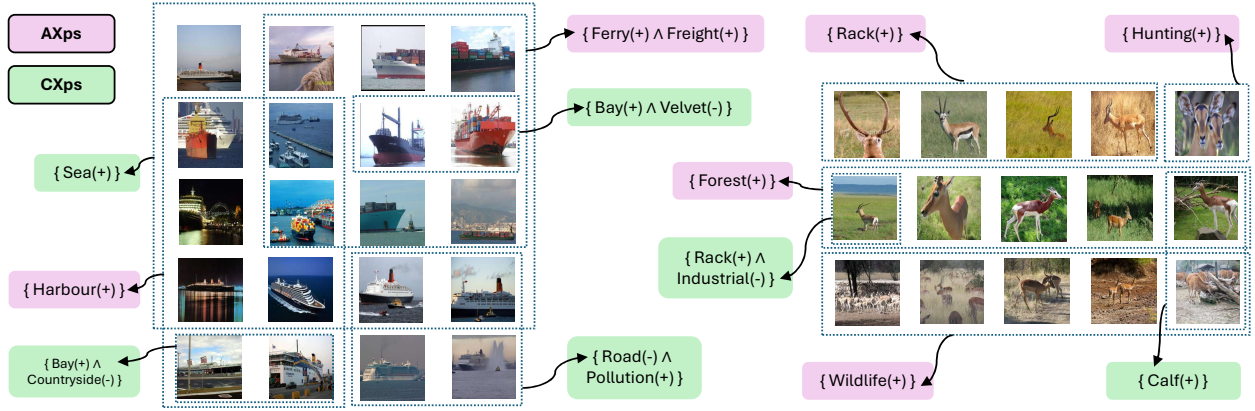 AXps
CXps
{ Ferry(+) ∧ Freight(+) }
{ Bay(+) ∧ Velvet(-) }
{ Sea(+) }
{ Harbour(+) }
{ Bay(+) ∧
Countryside(-) }
{ Road(-) ∧
Pollution(+) }
{ Rack(+) }
{ Hunting(+) }
{ Forest(+) }
{ Rack(+) ∧
Industrial(-) }
{ Wildlife(+) }
{ Calf(+) }